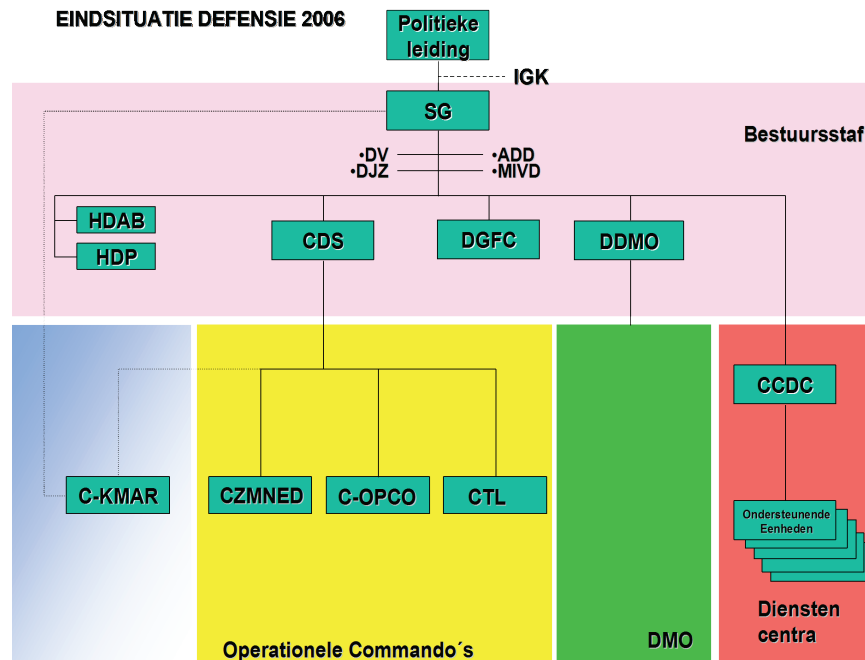 EINDSITUATIE DEFENSIE 2006
Politieke
leiding
IGK
SG
Bestuursstaf
•DV
•ADD
•DJZ
•MIVD
HDAB
HDP
CDS
DGFC
DDMO
CCDC
C-KMAR
CZMNED
C-OPCO
CTL
Ondersteunende
Eenheden
Diensten
centra
DMO
Operationele Commando´s